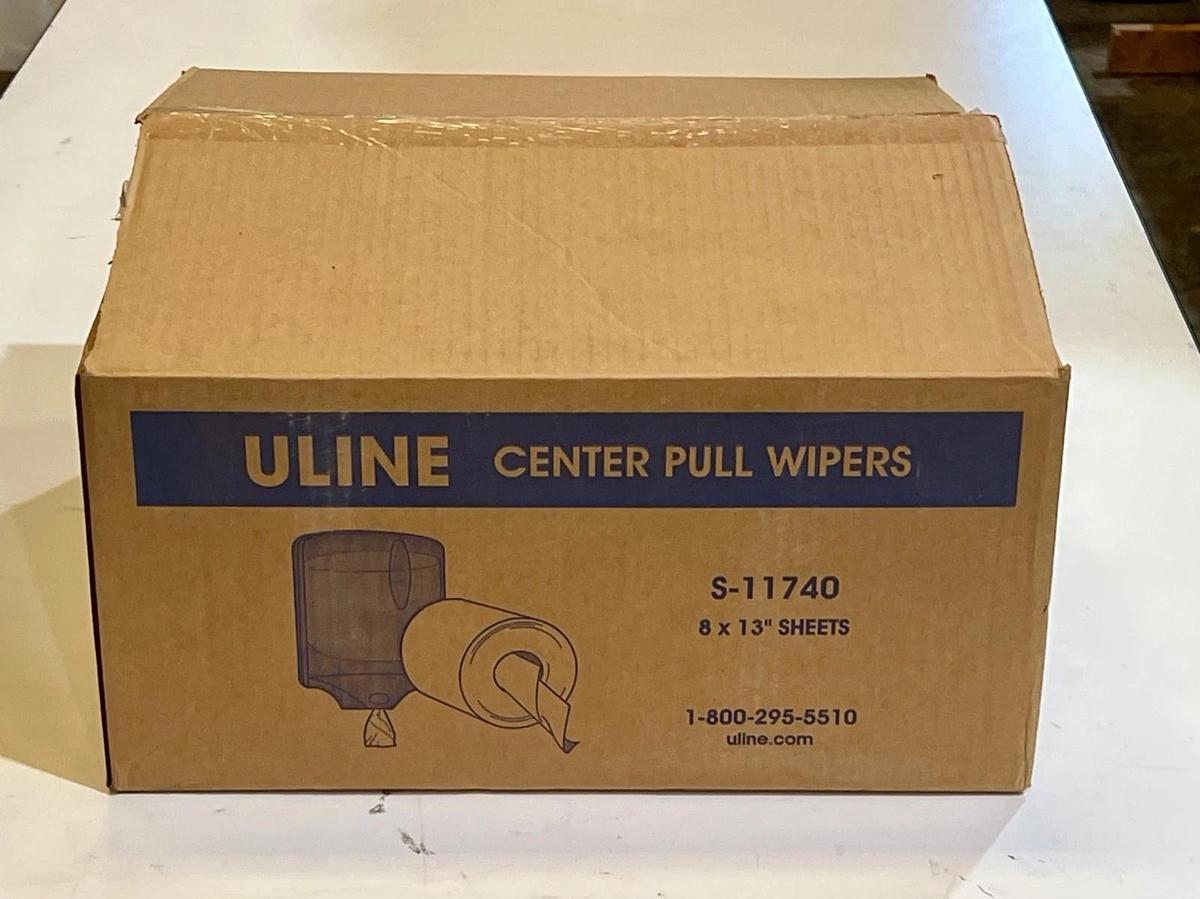 ULINE CENTER PULL WIPERS
S-11740
8 x 13" SHEETS
1-800-295-5510
uline.com